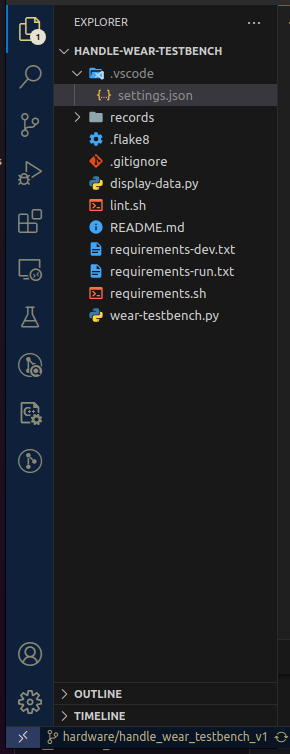 EXPLORER
HANDLE-WEAR-TESTBENCH
.vscode
settings.json
records
.flake8
.gitignore
display-data.py
lint.sh
README.md
requirements-dev.txt
requirements-run.txt
requirements.sh
wear-testbench.py
1
OUTLINE
TIMELINE
hardware/handle_wear_testbench_v1